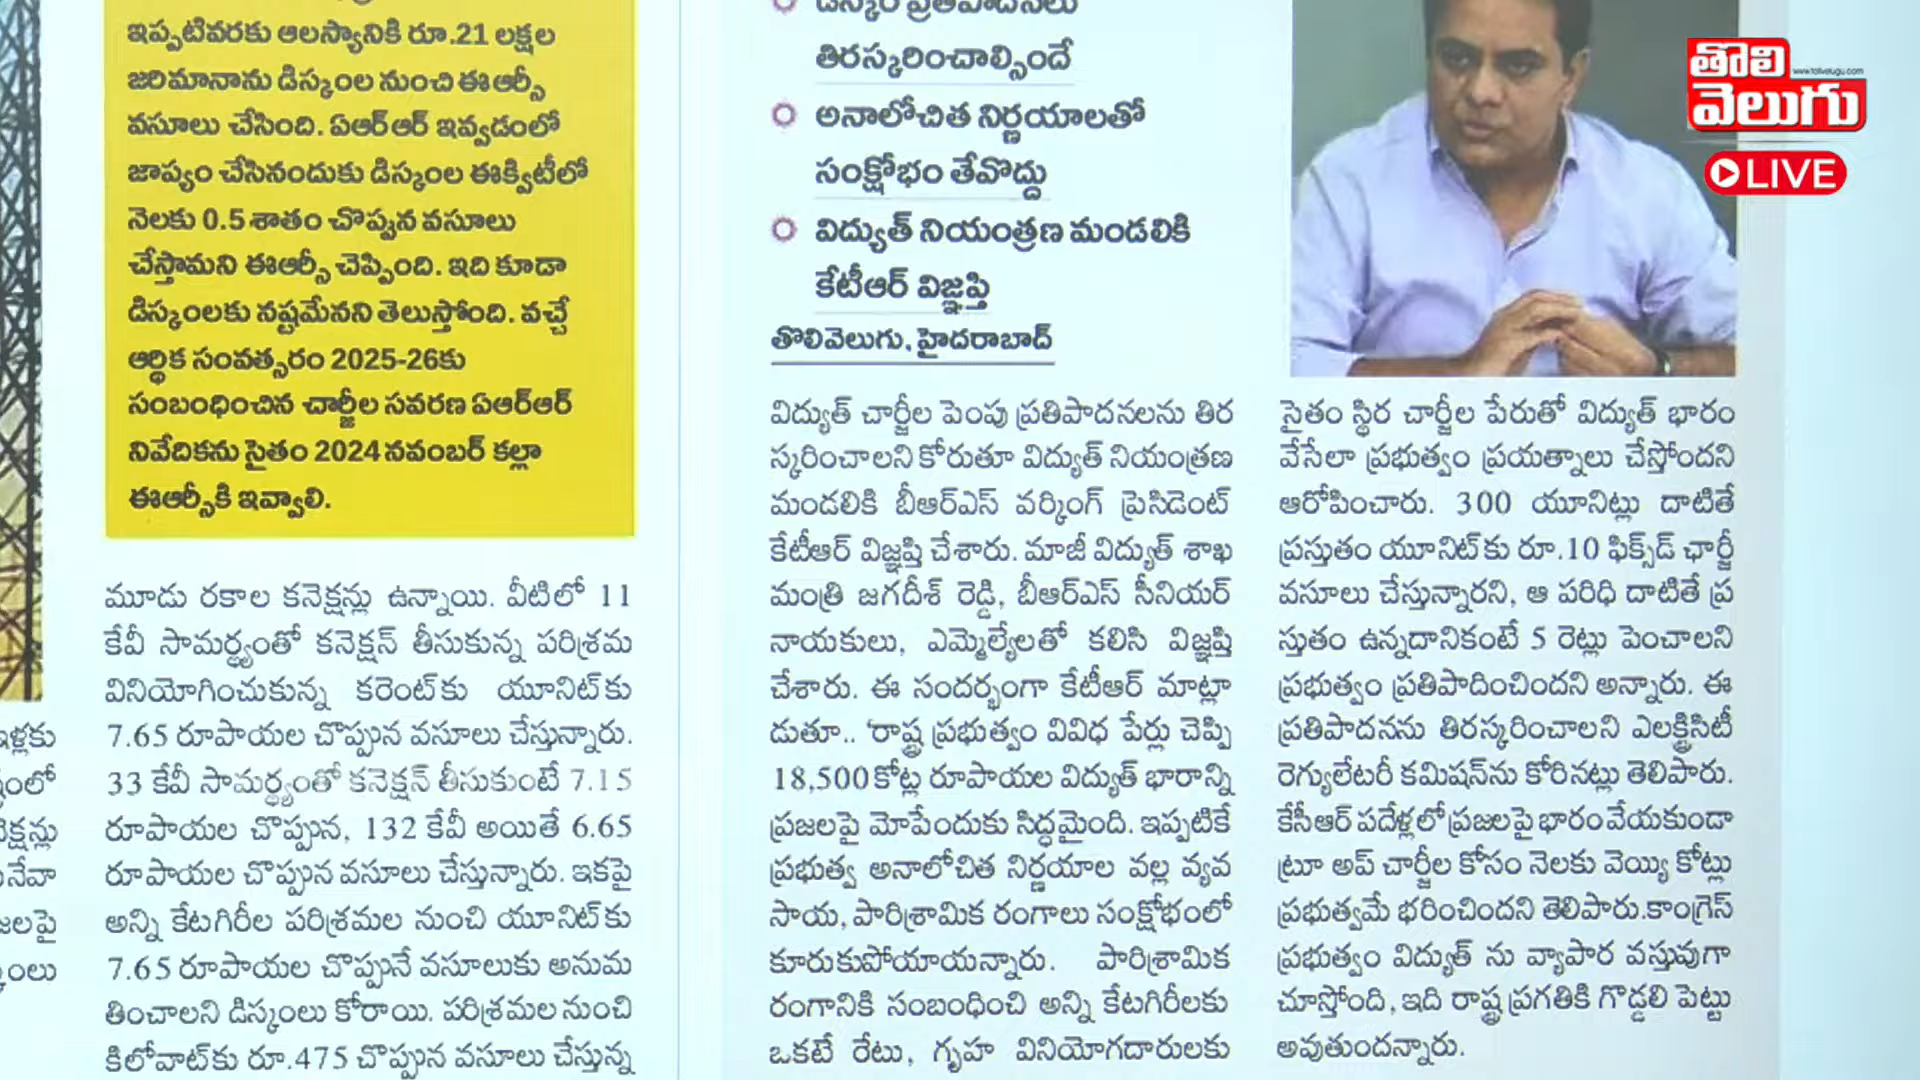 ఇప్పటివరకు ఆలస్యానికి రూ.21 లక్షల
జరిమానాను డిస్కంల నుంచి ఈఆర్సీ
వసూలు చేసింది. ఏఆర్ఆర్ ఇవ్వడంలో
జాప్యం చేసినందుకు డిస్కంల ఈక్విటీలో
నెలకు 0.5 శాతం చొప్పున వసూలు
చేస్తామని ఈఆర్సీ చెప్పింది. ఇది కూడా
డిస్కంలకు నష్టమేనని తెలుస్తోంది. వచ్చే
ఆర్థిక సంవత్సరం 2025-26కు
సంబంధించిన చార్జీల సవరణ ఏఆర్ఆర్
నివేదికను సైతం 2024 నవంబర్ కల్లా
ఈఆర్సీకి ఇవ్వాలి.
మూడు రకాల కనెక్షన్లు ఉన్నాయి. వీటిలో 11
కేవీ సామర్థ్యంతో కనెక్షన్ తీసుకున్న పరిశ్రమ
వినియోగించుకున్న కరెంట్‌కు యూనిట్‌కు
7.65 రూపాయల చొప్పున వసూలు చేస్తున్నారు.
33 కేవీ సామర్థ్యంతో కనెక్షన్ తీసుకుంటే 7.15
రూపాయల చొప్పున, 132 కేవీ అయితే 6.65
రూపాయల చొప్పున వసూలు చేస్తున్నారు. ఇకపై
అన్ని కేటగిరీల పరిశ్రమల నుంచి యూనిట్‌కు
7.65 రూపాయల చొప్పునే వసూలుకు అనుమ
తించాలని డిస్కంలు కోరాయి. పరిశ్రమల నుంచి
కిలోవాట్‌కు రూ.475 చొప్పున వసూలు చేస్తున్న
తిరస్కరించాల్సిందే
అనాలోచిత నిర్ణయాలతో
సంక్షోభం తేవొద్దు
విద్యుత్ నియంత్రణ మండలికి
కేటీఆర్ విజ్ఞప్తి
తొలివెలుగు, హైదరాబాద్
విద్యుత్ చార్జీల పెంపు ప్రతిపాదనలను తిర
స్కరించాలని కోరుతూ విద్యుత్ నియంత్రణ
మండలికి బీఆర్ఎస్ వర్కింగ్ ప్రెసిడెంట్
కేటీఆర్ విజ్ఞప్తి చేశారు. మాజీ విద్యుత్ శాఖ
మంత్రి జగదీశ్ రెడ్డి, బీఆర్ఎస్ సీనియర్
నాయకులు, ఎమ్మెల్యేలతో కలిసి విజ్ఞప్తి
చేశారు. ఈ సందర్భంగా కేటీఆర్ మాట్లా
డుతూ.. 'రాష్ట్ర ప్రభుత్వం వివిధ పేర్లు చెప్పి
18,500 కోట్ల రూపాయల విద్యుత్ భారాన్ని
ప్రజలపై మోపేందుకు సిద్ధమైంది. ఇప్పటికే
ప్రభుత్వ అనాలోచిత నిర్ణయాల వల్ల వ్యవ
సాయ, పారిశ్రామిక రంగాలు సంక్షోభంలో
కూరుకుపోయాయన్నారు. పారిశ్రామిక
రంగానికి సంబంధించి అన్ని కేటగిరీలకు
ఒకటే రేటు, గృహ వినియోగదారులకు
సైతం స్థిర చార్జీల పేరుతో విద్యుత్ భారం
వేసేలా ప్రభుత్వం ప్రయత్నాలు చేస్తోందని
ఆరోపించారు. 300 యూనిట్లు దాటితే
ప్రస్తుతం యూనిట్‌కు రూ.10 ఫిక్స్‌డ్ ఛార్జీ
వసూలు చేస్తున్నారని, ఆ పరిధి దాటితే ప్ర
స్తుతం ఉన్నదానికంటే 5 రెట్లు పెంచాలని
ప్రభుత్వం ప్రతిపాదించిందని అన్నారు. ఈ
ప్రతిపాదనను తిరస్కరించాలని ఎలక్ట్రిసిటీ
రెగ్యులేటరీ కమిషన్‌ను కోరినట్లు తెలిపారు.
కేసీఆర్ పదేళ్లలో ప్రజలపై భారం వేయకుండా
ట్రూ అప్ చార్జీల కోసం నెలకు వెయ్యి కోట్లు
ప్రభుత్వమే భరించిందని తెలిపారు.కాంగ్రెస్
ప్రభుత్వం విద్యుత్ ను వ్యాపార వస్తువుగా
చూస్తోంది, ఇది రాష్ట్ర ప్రగతికి గొడ్డలి పెట్టు
అవుతుందన్నారు.
తొలి
వెలుగు
www.tolivelugu.com
LIVE